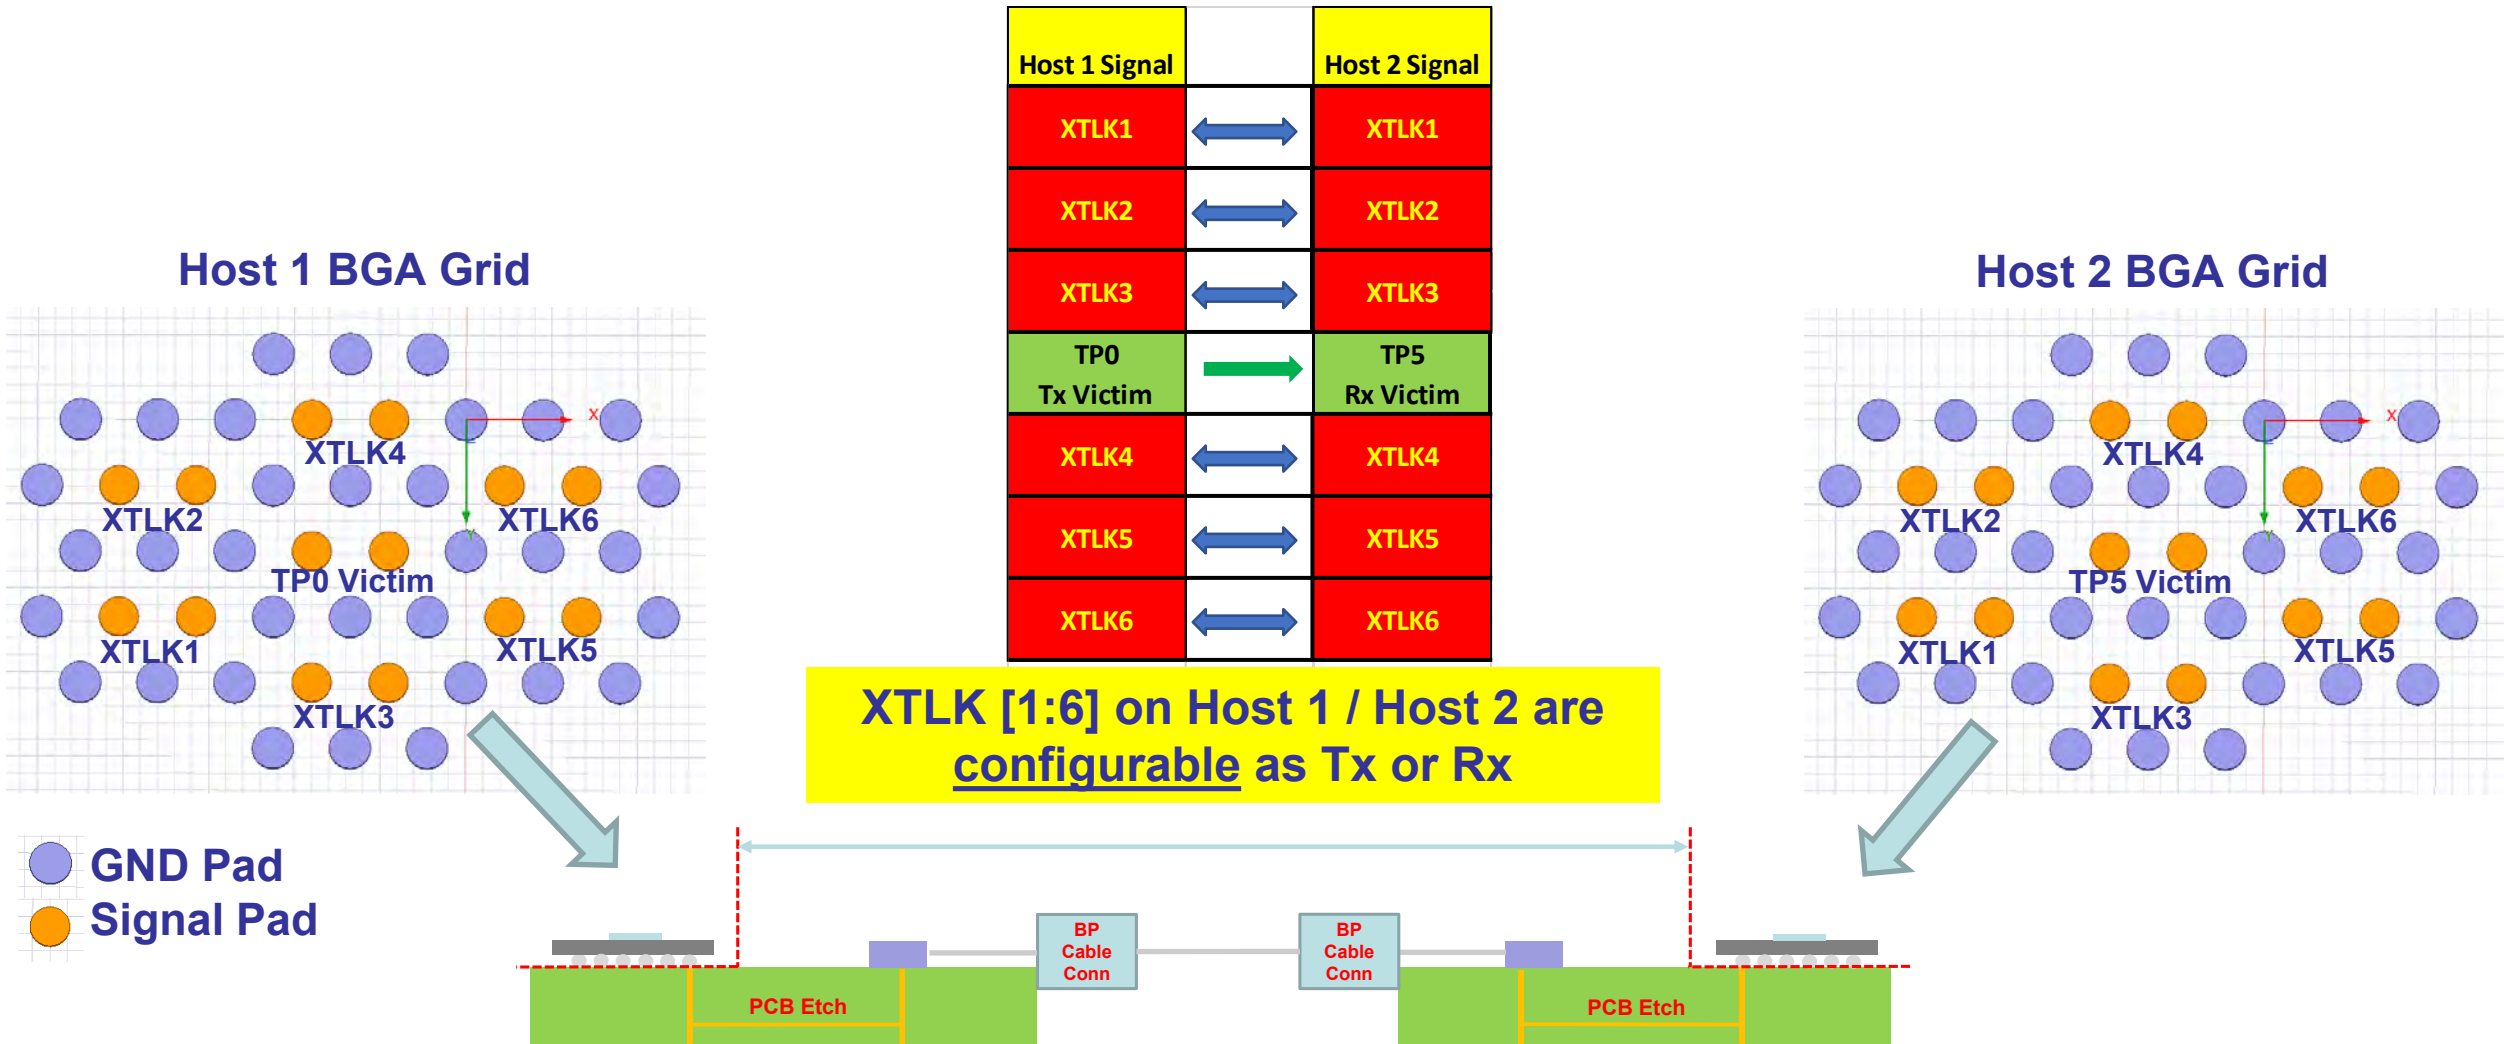 Host 1 Signal
Host 2 Signal
XTLK1
XTLK1
XTLK2
XTLK2
XTLK3
XTLK3
TP0
Tx Victim
TP5
Rx Victim
XTLK4
XTLK4
XTLK5
XTLK5
XTLK6
XTLK6
Host 1 BGA Grid
X
XTLK4
XTLK2
XTLK6
Y
TP0 Victim
XTLK1
XTLK5
XTLK3
Host 2 BGA Grid
X
XTLK4
XTLK2
XTLK6
Y
TP5 Victim
XTLK1
XTLK5
XTLK3
XTLK [1:6] on Host 1 / Host 2 are
configurable as Tx or Rx
GND Pad
Signal Pad
BP
Cable
Conn
BP
Cable
Conn
PCB Etch
PCB Etch